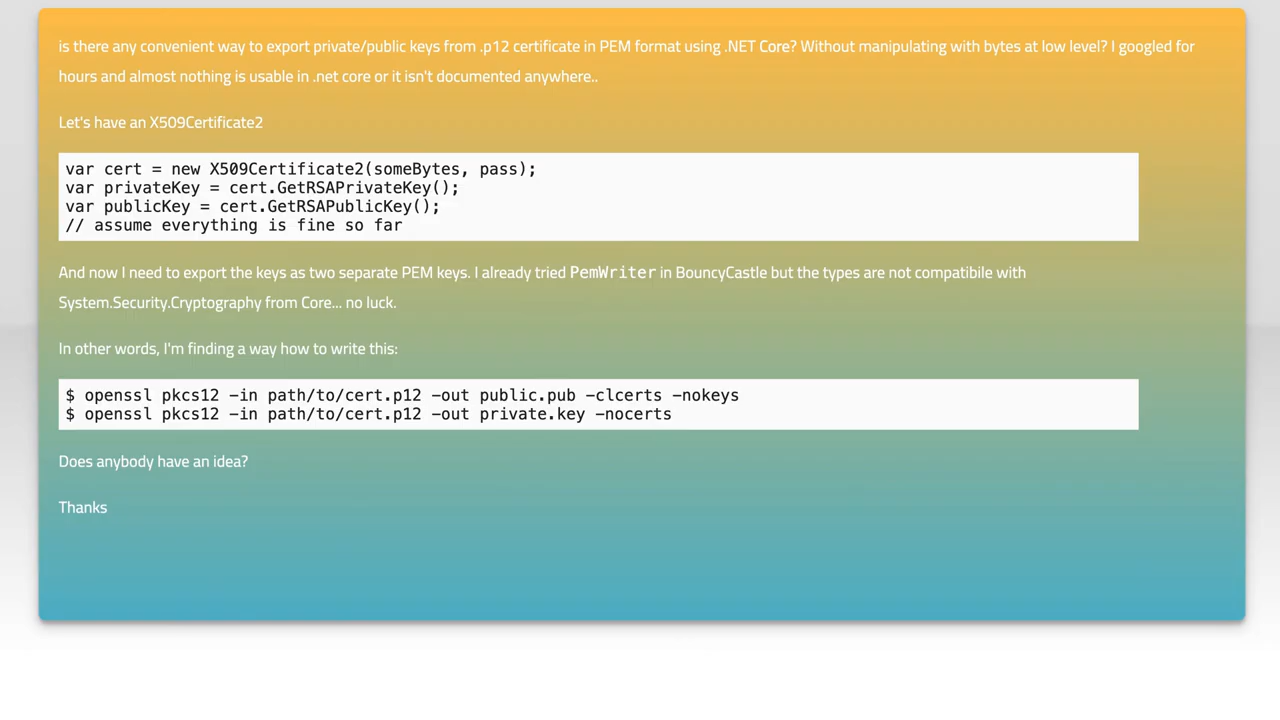 is there any convenient way to export private/public keys from .p12 certificate in PEM format using .NET Core? Without manipulating with bytes at low level? I googled for
hours and almost nothing is usable in .net core or it isn't documented anywhere..
Let's have an X509Certificate2
var cert = new X509Certificate2(someBytes, pass);
var privateKey = cert.GetRSAPrivateKey();
var publicKey = cert.GetRSAPublicKey();
// assume everything is fine so far
And now I need to export the keys as two separate PEM keys. I already tried PemWriter in BouncyCastle but the types are not compatibile with
System.Security.Cryptography from Core... no luck.
In other words, I'm finding a way how to write this:
$ openssl pkcs12 -in path/to/cert.p12 -out public.pub -clcerts -nokeys
$ openssl pkcs12 -in path/to/cert.p12 -out private.key -nocerts
Does anybody have an idea?
Thanks